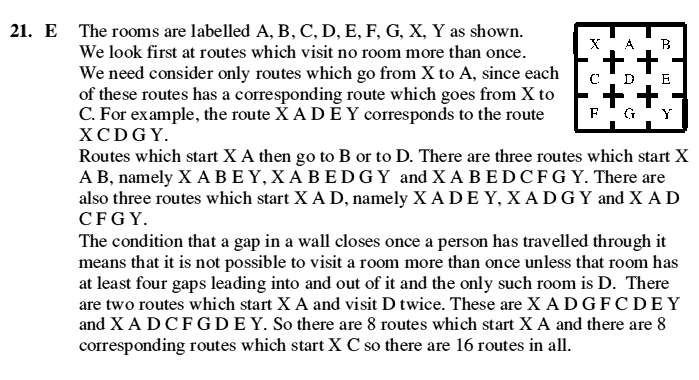 21. E The rooms are labelled A, B, C, D, E, F, G, X, Y as shown.
We look first at routes which visit no room more than once.
We need consider only routes which go from X to A, since each
of these routes has a corresponding route which goes from X to
C. For example, the route X A D E Y corresponds to the route
X C D G Y.
X A B
C D E
F G Y
Routes which start X A then go to B or to D. There are three routes which start X
A B, namely X A B E Y, X A B E D G Y and X A B E D C F G Y. There are
also three routes which start X A D, namely X A D E Y, X A D G Y and X A D
C F G Y.
The condition that a gap in a wall closes once a person has travelled through it
means that it is not possible to visit a room more than once unless that room has
at least four gaps leading into and out of it and the only such room is D. There
are two routes which start X A and visit D twice. These are X A D G F C D E Y
and X A D C F G D E Y. So there are 8 routes which start X A and there are 8
corresponding routes which start X C so there are 16 routes in all.